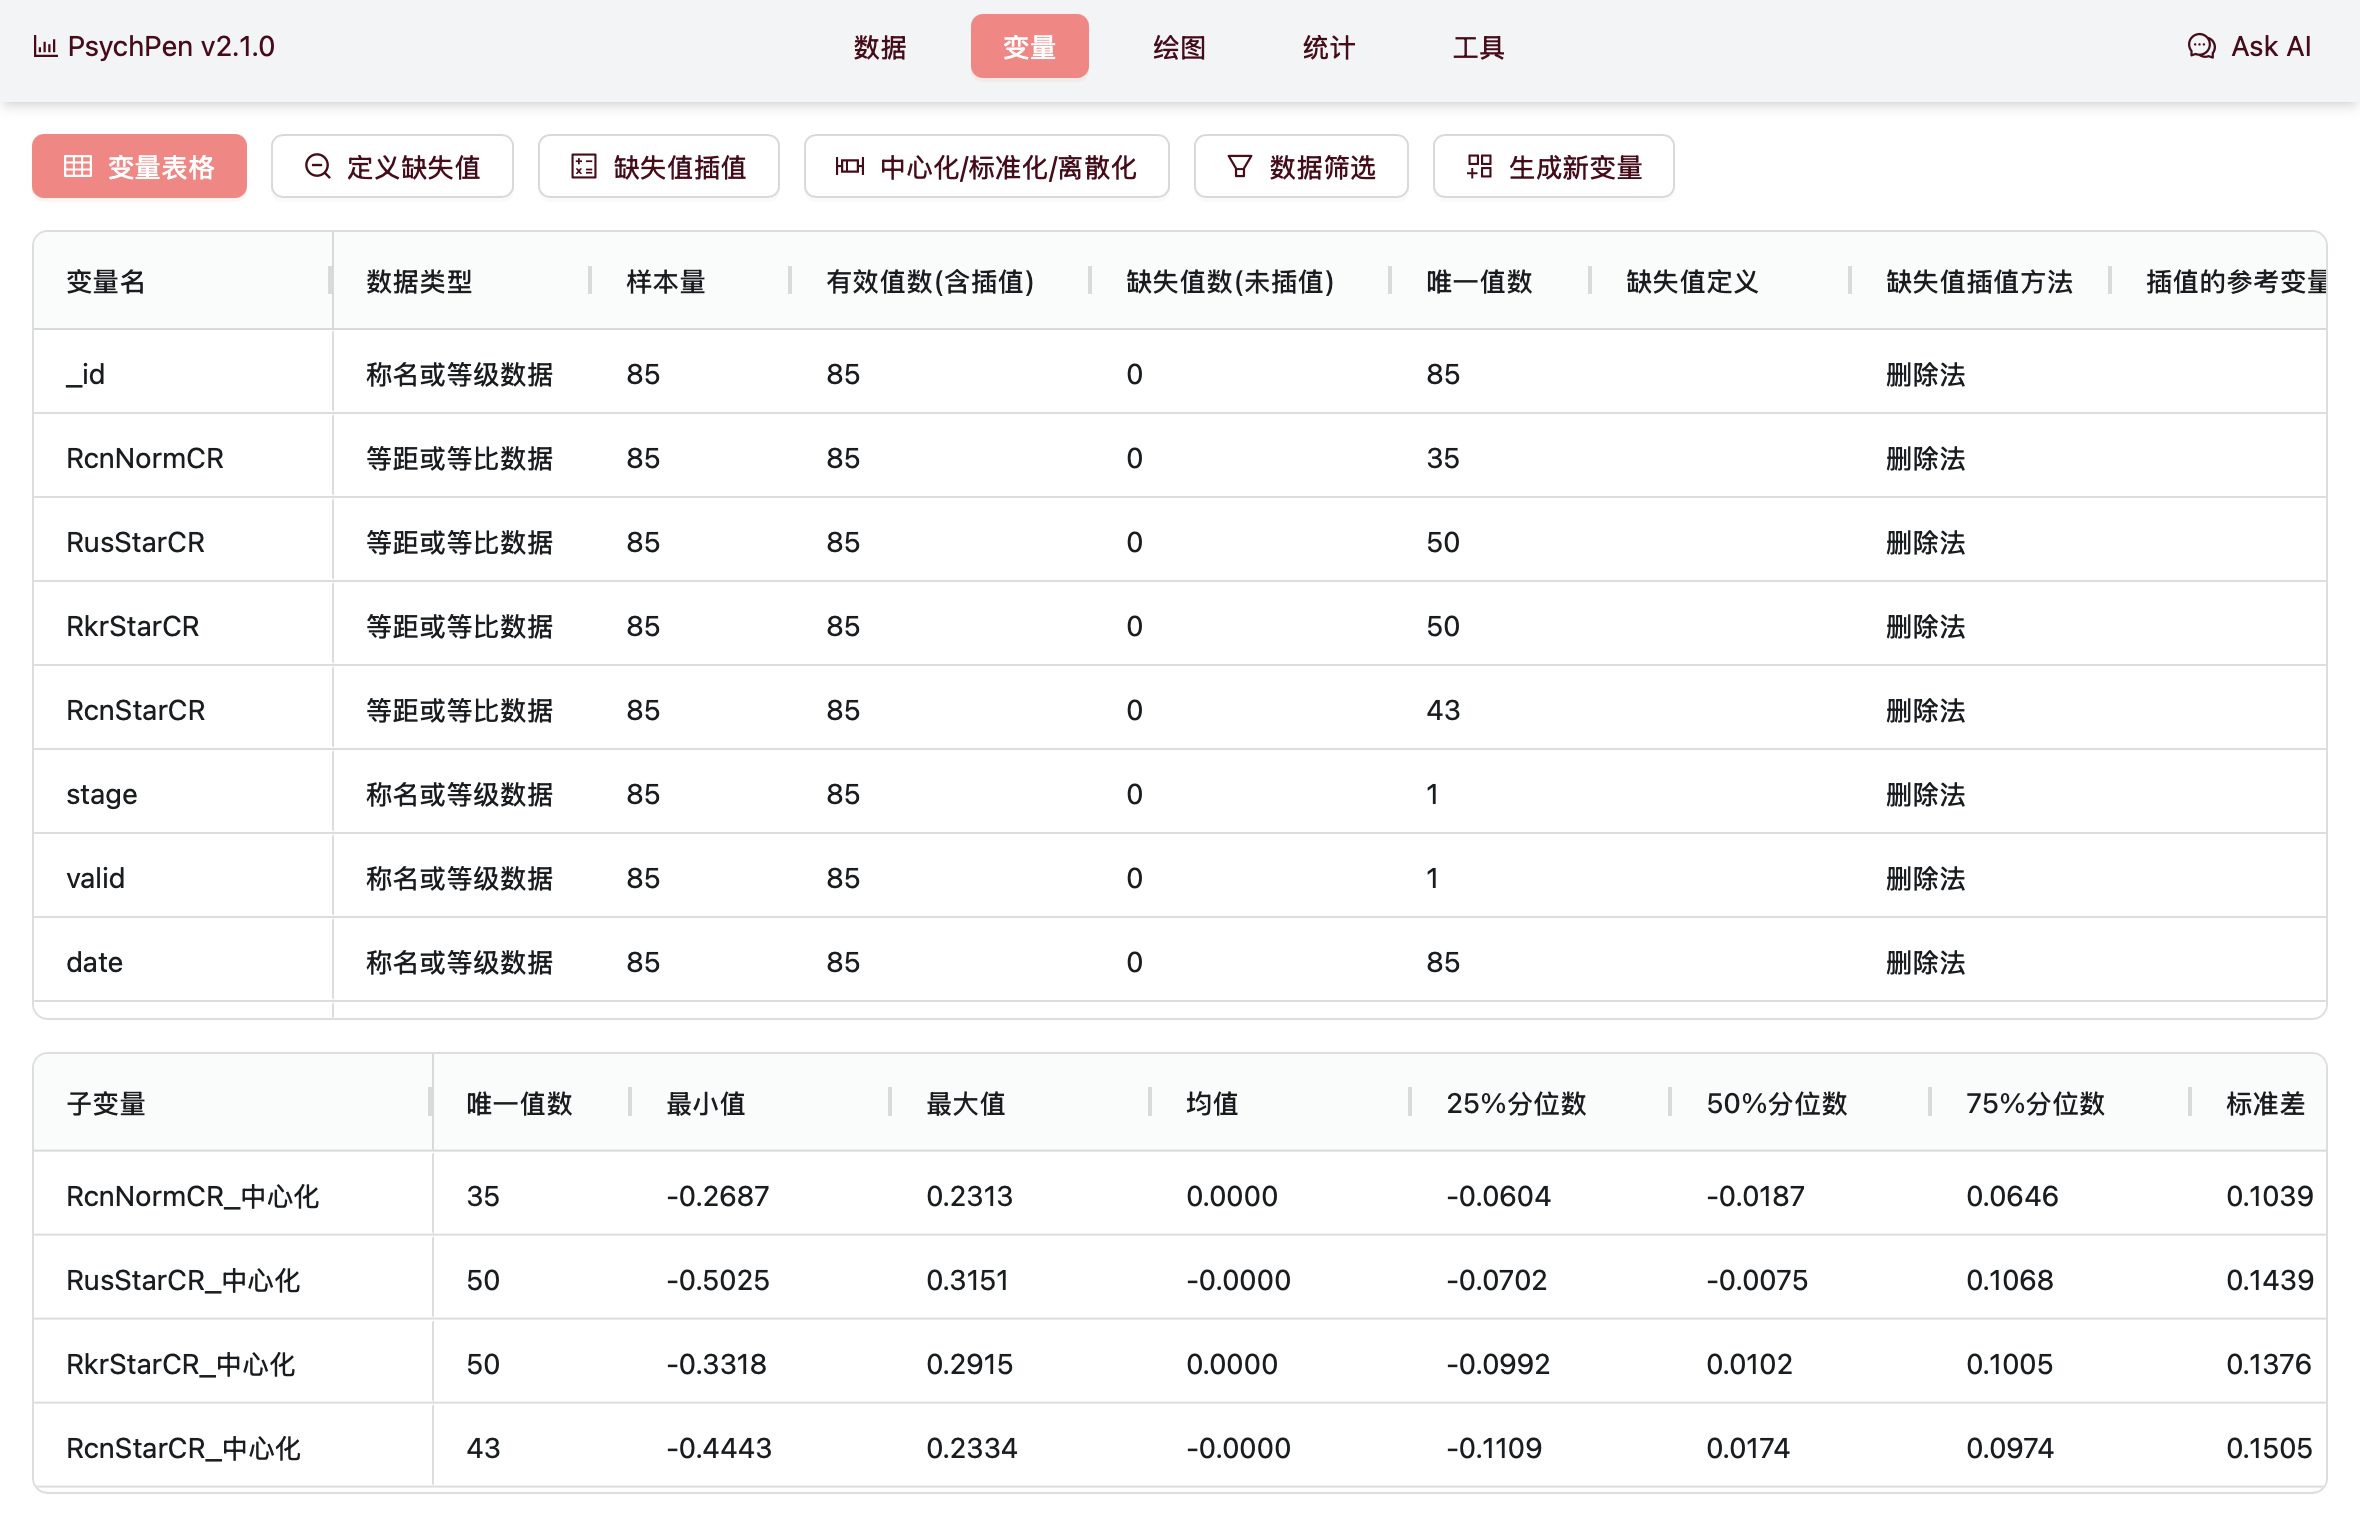 PsychPen v2.1.0 数据 变量 绘图 统计 工具 Ask AI
变量表格 定义缺失值 缺失值插值 中心化/标准化/离散化 数据筛选 生成新变量
变量名 数据类型 样本量 有效值数(含插值) 缺失值数(未插值) 唯一值数 缺失值定义 缺失值插值方法 插值的参考变量
_id 称名或等级数据 85 85 0 85 删除法
RcnNormCR 等距或等比数据 85 85 0 35 删除法
RusStarCR 等距或等比数据 85 85 0 50 删除法
RkrStarCR 等距或等比数据 85 85 0 50 删除法
RcnStarCR 等距或等比数据 85 85 0 43 删除法
stage 称名或等级数据 85 85 0 1 删除法
valid 称名或等级数据 85 85 0 1 删除法
date 称名或等级数据 85 85 0 85 删除法
子变量 唯一值数 最小值 最大值 均值 25%分位数 50%分位数 75%分位数 标准差
RcnNormCR_中心化 35 -0.2687 0.2313 0.0000 -0.0604 -0.0187 0.0646 0.1039
RusStarCR_中心化 50 -0.5025 0.3151 -0.0000 -0.0702 -0.0075 0.1068 0.1439
RkrStarCR_中心化 50 -0.3318 0.2915 0.0000 -0.0992 0.0102 0.1005 0.1376
RcnStarCR_中心化 43 -0.4443 0.2334 -0.0000 -0.1109 0.0174 0.0974 0.1505